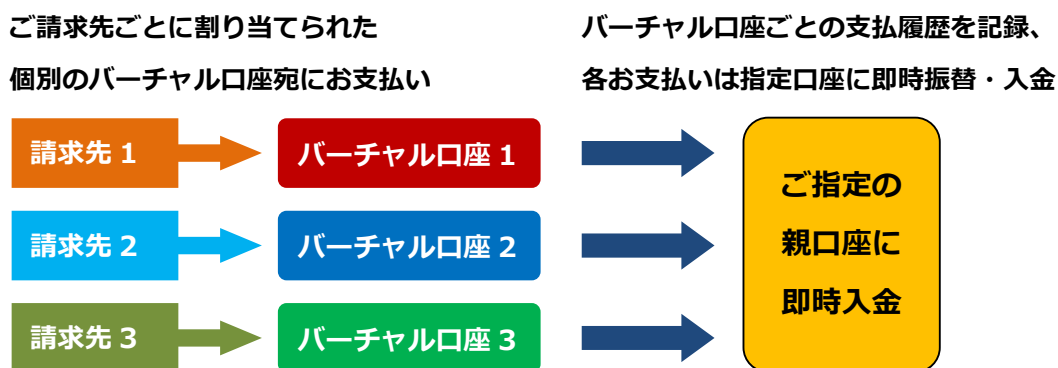 ご請求先ごとに割り当てられた
個別のバーチャル口座宛にお支払い
バーチャル口座ごとの支払履歴を記録、
各お支払いは指定口座に即時振替・入金
請求先 1
バーチャル口座 1
請求先 2
バーチャル口座 2
請求先 3
バーチャル口座 3
ご指定の
親口座に
即時入金